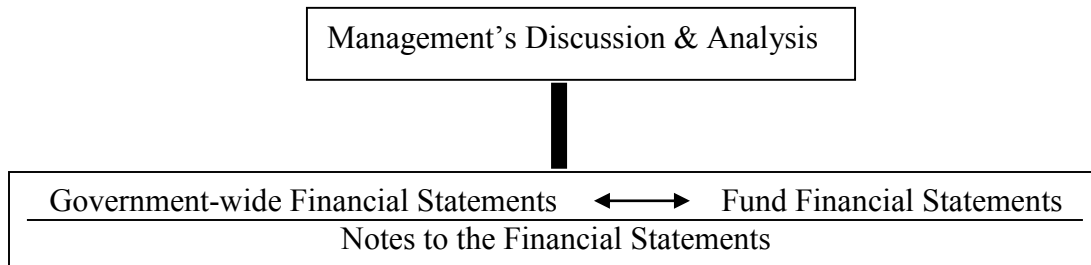 Management’s Discussion & Analysis
Government-wide Financial Statements Fund Financial Statements
Notes to the Financial Statements